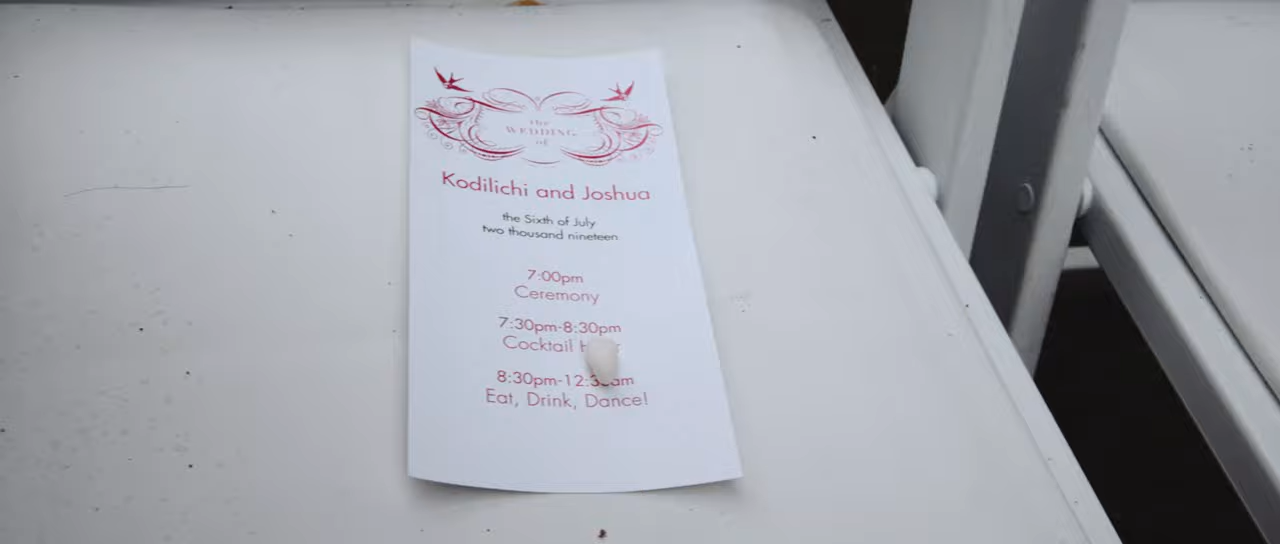 the
WEDDING
of
Kodilichi and Joshua
the Sixth of July
two thousand nineteen
7:00pm
Ceremony
7:30pm-8:30pm
Cocktail
8:30pm-12:30am
Eat, Drink, Dance!